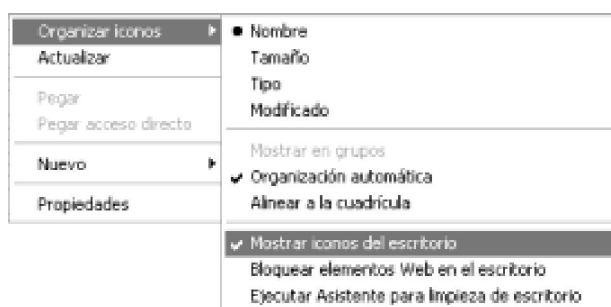 Organizar iconos
Actualizar
Pegar
Pegar acceso directo
Nuevo
Propiedades
Nombre
Tamaño
Tipo
Modificado
Mostrar en grupos
Organización automática
Alinear a la cuadrícula
Mostrar iconos del escritorio
Bloquear elementos Web en el escritorio
Ejecutar Asistente para limpieza de escritorio